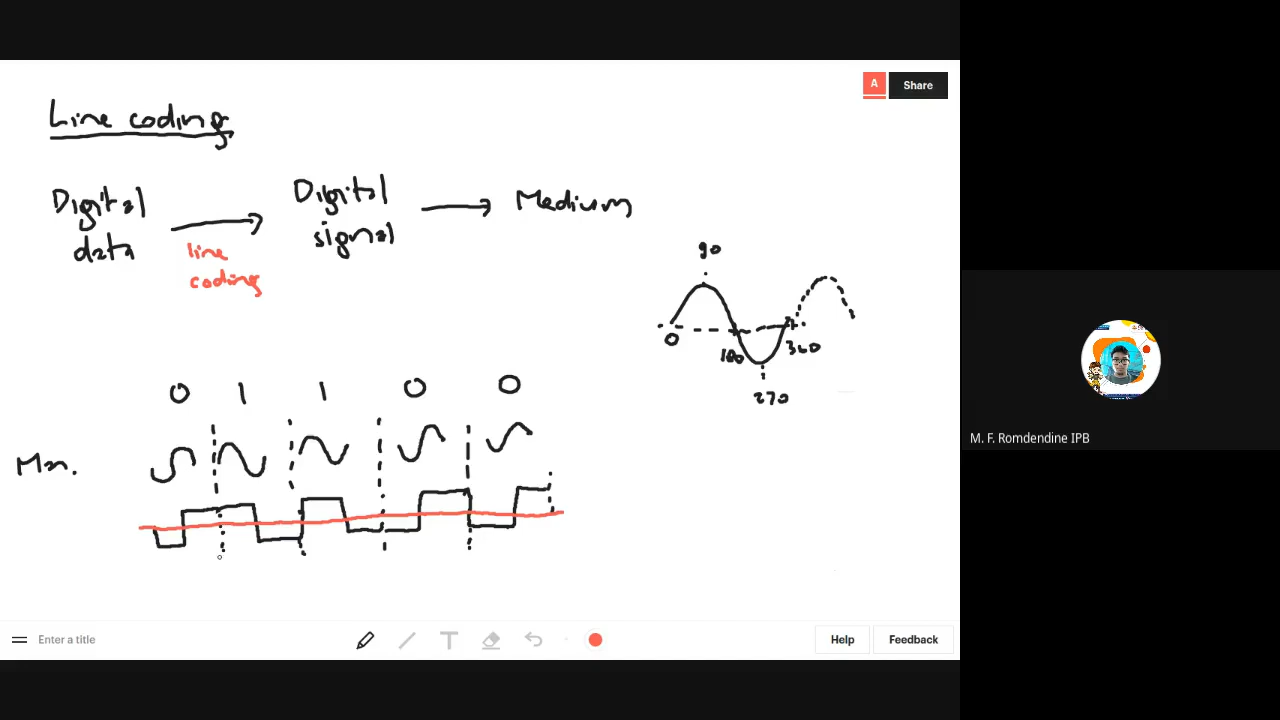 A Share
Line coding
Digital data
line coding
Digital signal
Medium
90
0
180
360
270
0 1 1 0 0
Man.
M. F. Romdendine IPB
Enter a title
T
Help
Feedback